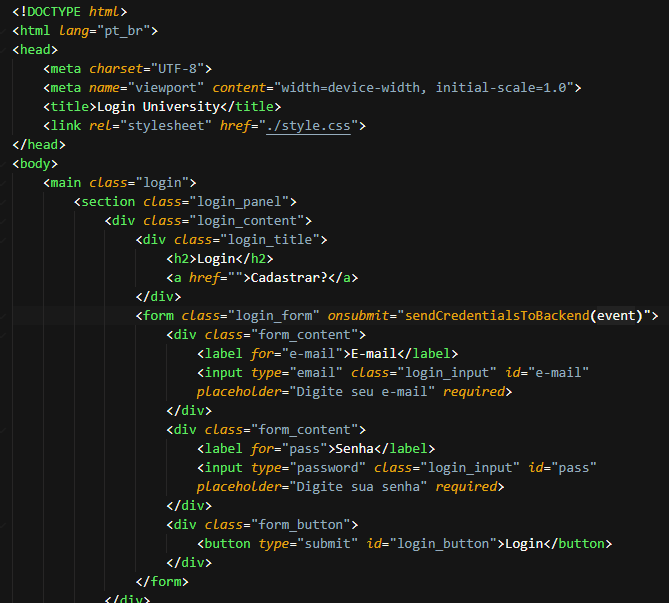 <!DOCTYPE html>
<html lang="pt_br">
<head>
    <meta charset="UTF-8">
    <meta name="viewport" content="width=device-width, initial-scale=1.0">
    <title>Login University</title>
    <link rel="stylesheet" href="./style.css">
</head>
<body>
    <main class="login">
        <section class="login_panel">
            <div class="login_content">
                <div class="login_title">
                    <h2>Login</h2>
                    <a href="">Cadastrar?</a>
                </div>
                <form class="login_form" onsubmit="sendCredentialsToBackend(event)">
                    <div class="form_content">
                        <label for="e-mail">E-mail</label>
                        <input type="email" class="login_input" id="e-mail"
                        placeholder="Digite seu e-mail" required>
                    </div>
                    <div class="form_content">
                        <label for="pass">Senha</label>
                        <input type="password" class="login_input" id="pass"
                        placeholder="Digite sua senha" required>
                    </div>
                    <div class="form_button">
                        <button type="submit" id="login_button">Login</button>
                    </div>
                </form>
            </div>